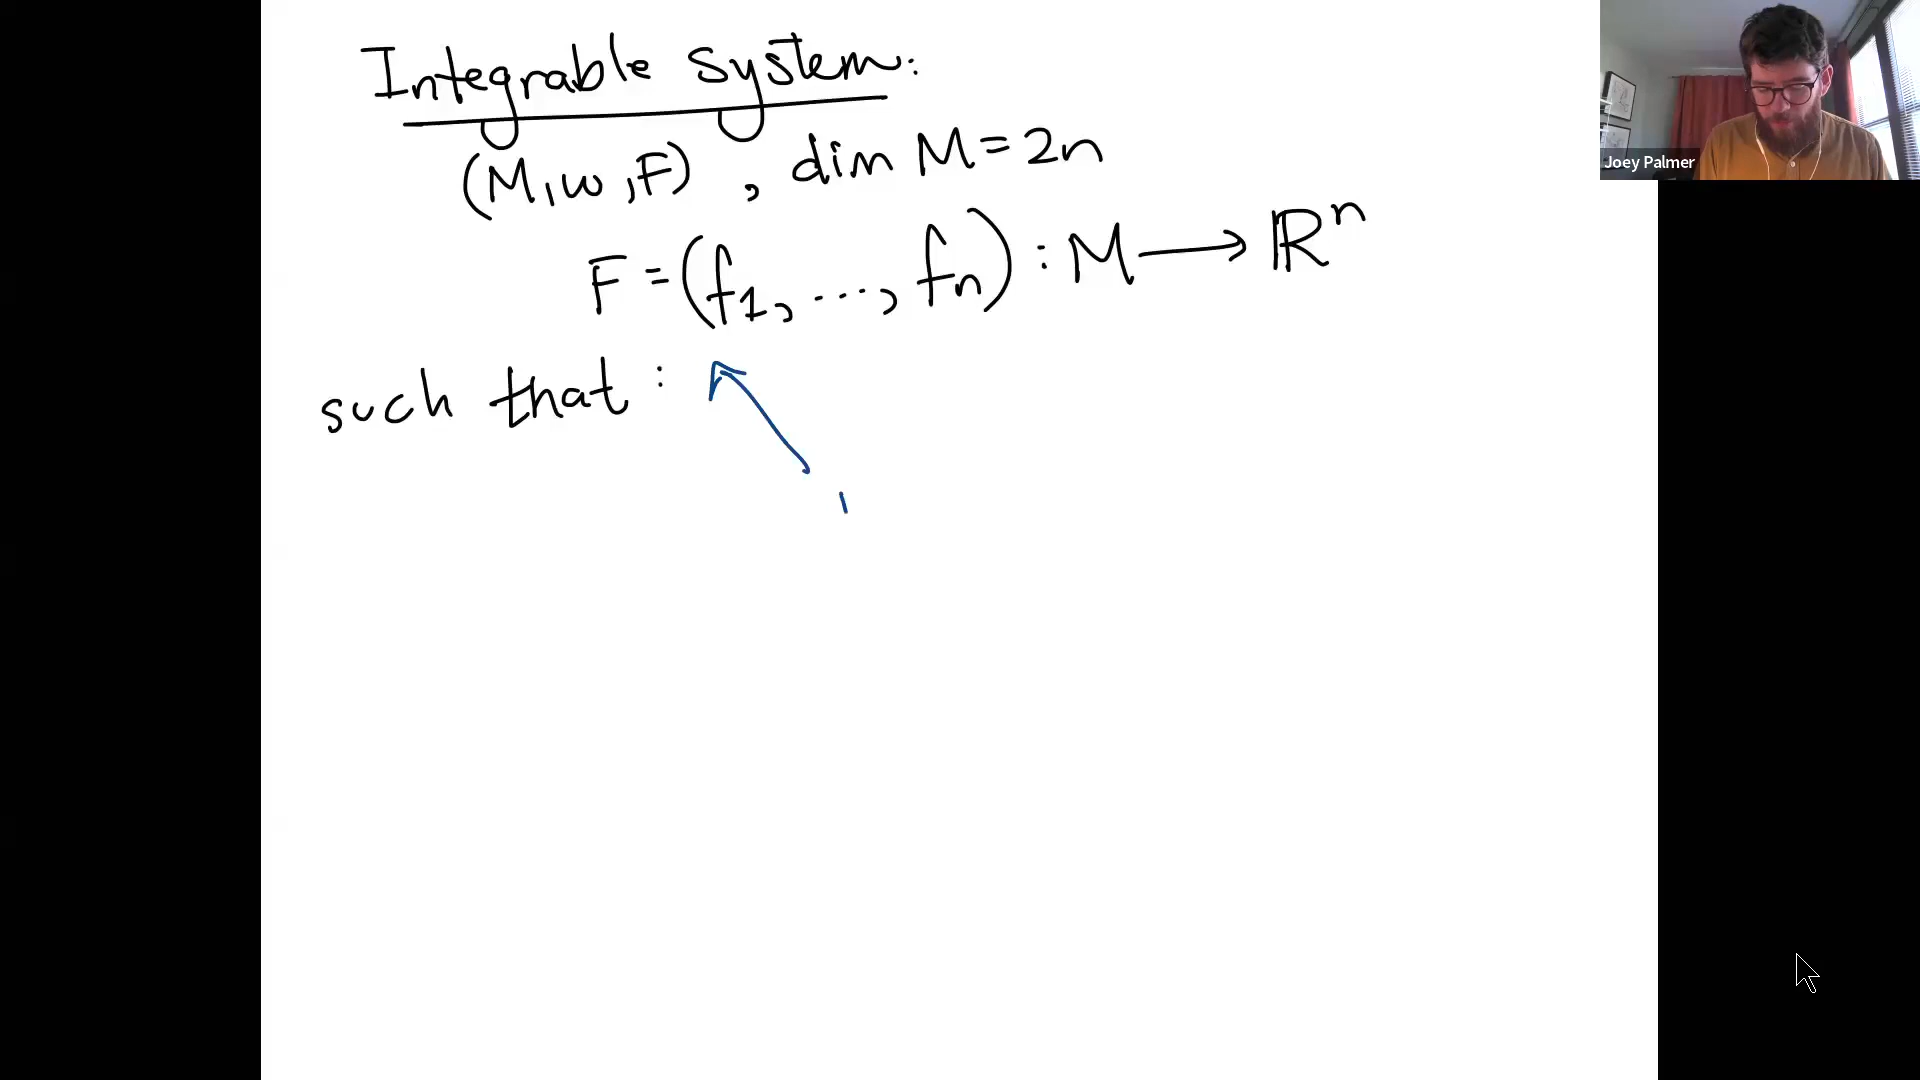 Integrable System:
(M, ω, F), dim M = 2n
F = (f₁, ..., fₙ) : M ⟶ ℝⁿ
such that :
Joey Palmer